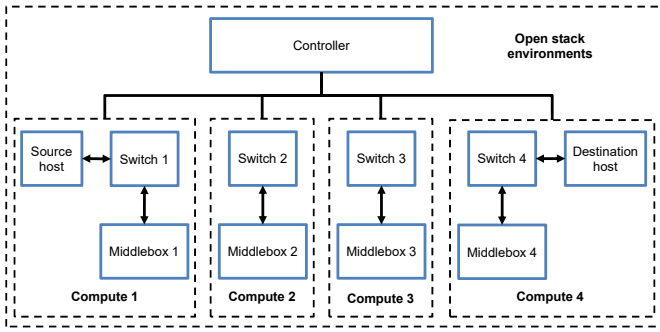 Controller
Open stack
environments
Source
host
Switch 1
Switch 2
Switch 3
Switch 4
Destination
host
Middlebox 1
Middlebox 2
Middlebox 3
Middlebox 4
Compute 1
Compute 2
Compute 3
Compute 4